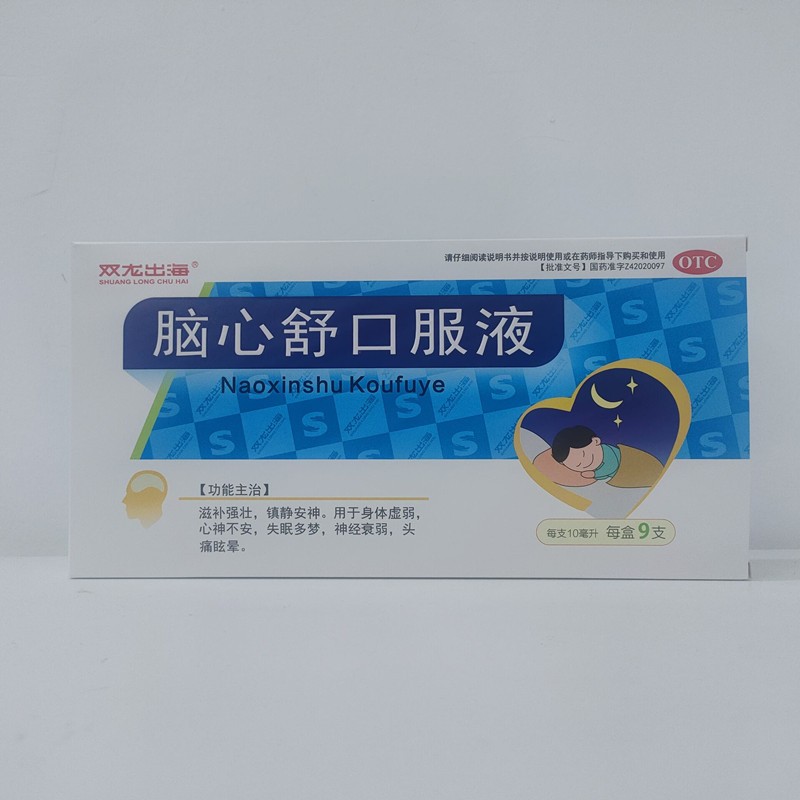 双龙出海®
SHUANG LONG CHU HAI
请仔细阅读说明书并按说明使用或在药师指导下购买和使用
【批准文号】国药准字Z42020097
OTC
脑心舒口服液
Naoxinshu Koufuye
【功能主治】
滋补强壮，镇静安神。用于身体虚弱，
心神不安，失眠多梦，神经衰弱，头
痛眩晕。
每支10毫升 每盒9支